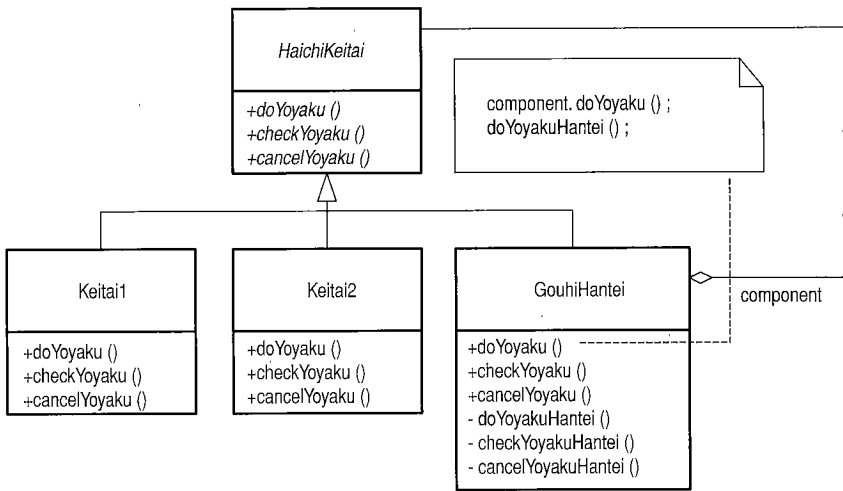 HaichiKeitai
+doYoyaku ()
+checkYoyaku ()
+cancelYoyaku ()
component. doYoyaku () ;
doYoyakuHantei () ;
Keitai1
+doYoyaku ()
+checkYoyaku ()
+cancelYoyaku ()
Keitai2
+doYoyaku ()
+checkYoyaku ()
+cancelYoyaku ()
GouhiHantei
+doYoyaku ()
+checkYoyaku ()
+cancelYoyaku ()
- doYoyakuHantei ()
- checkYoyakuHantei ()
- cancelYoyakuHantei ()
component